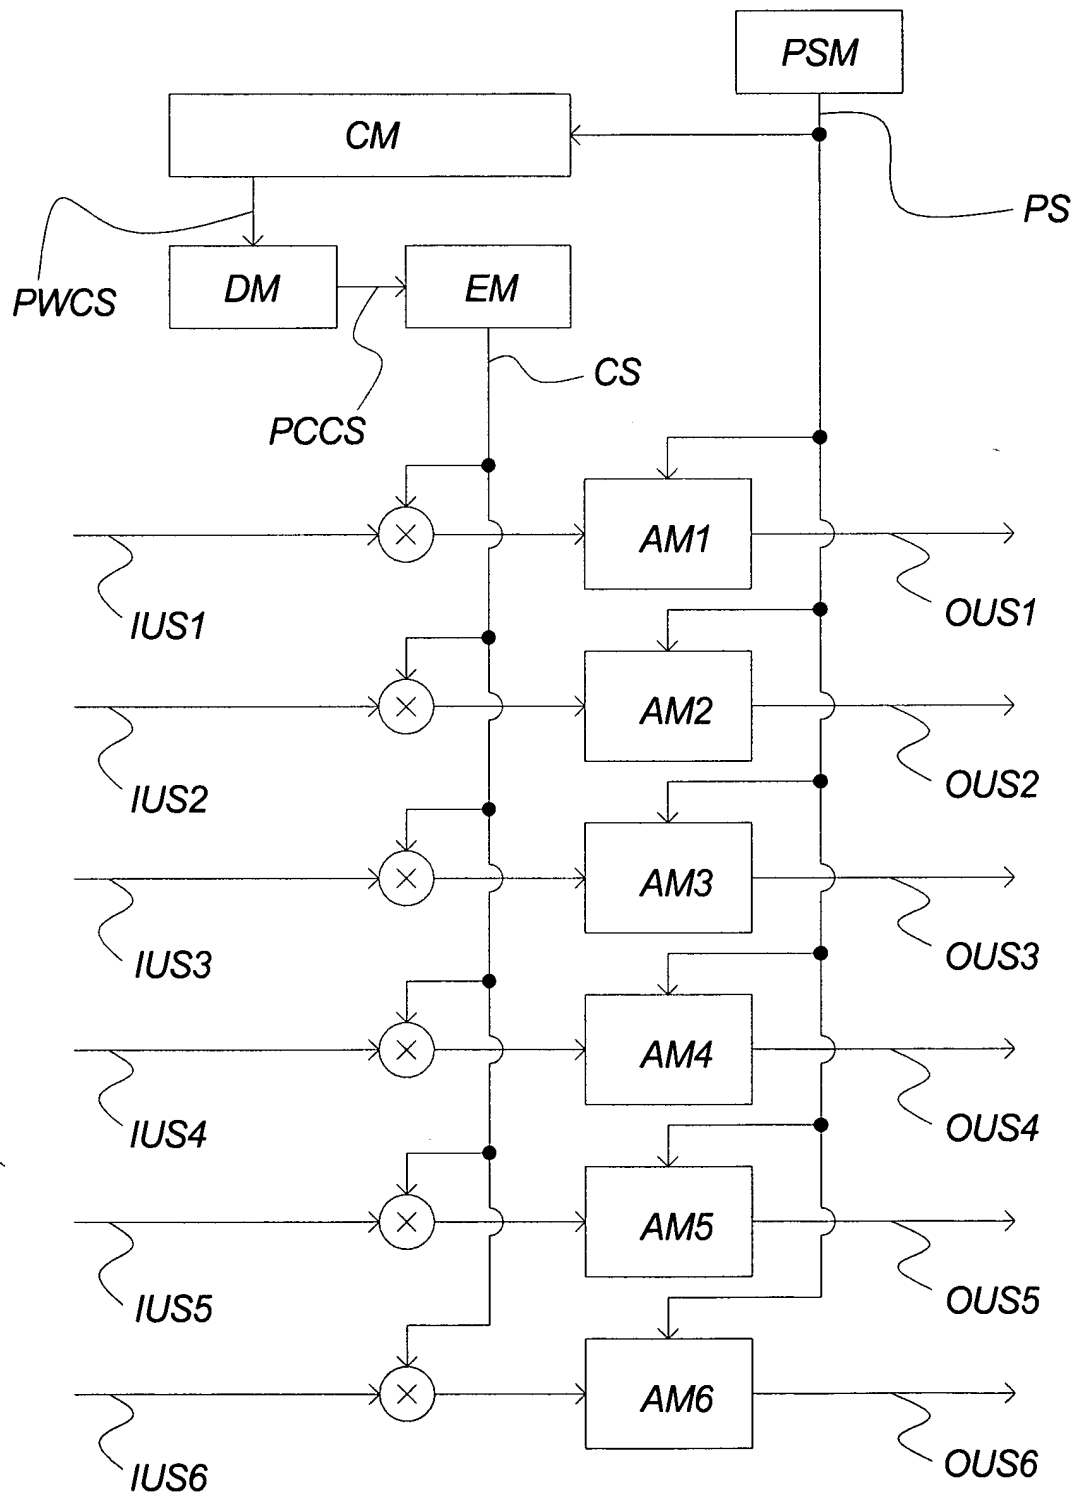 PSM
CM
PS
PWCS
DM
EM
CS
PCCS
AM1
IUS1
OUS1
AM2
IUS2
OUS2
AM3
IUS3
OUS3
AM4
IUS4
OUS4
AM5
IUS5
OUS5
AM6
IUS6
OUS6